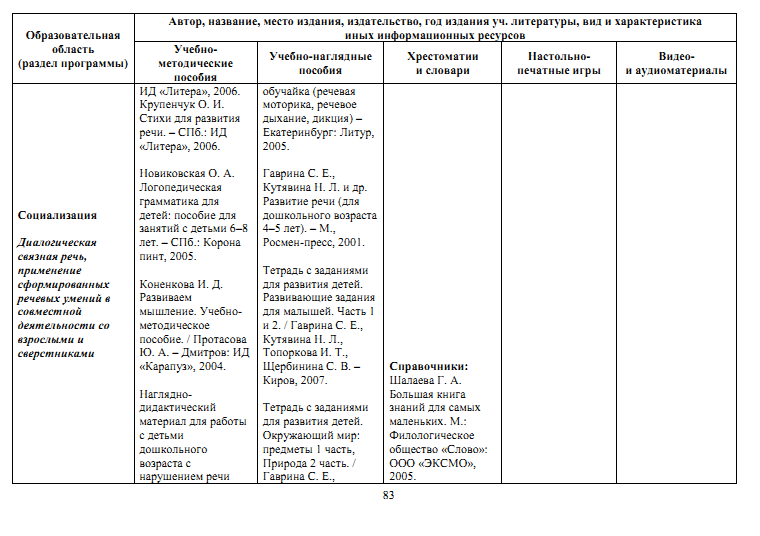 Образовательная
область
(раздел программы)
Автор, название, место издания, издательство, год издания уч. литературы, вид и характеристика
иных информационных ресурсов
Учебно-
методические
пособия
Учебно-наглядные
пособия
Хрестоматии
и словари
Настольно-
печатные игры
Видео-
и аудиоматериалы
Социализация
Диалогическая
связная речь,
применение
сформированных
речевых умений в
совместной
деятельности со
взрослыми и
сверстниками
ИД «Литера», 2006.
Крупенчук О. И.
Стихи для развития
речи. – СПб.: ИД
«Литера», 2006.
Новиковская О. А.
Логопедическая
грамматика для
детей: пособие для
занятий с детьми 6–8
лет. – СПб.: Корона
пинт, 2005.
Коненкова И. Д.
Развиваем
мышление. Учебно-
методическое
пособие. / Протасова
Ю. А. – Дмитров: ИД
«Карапуз», 2004.
Наглядно-
дидактический
материал для работы
с детьми
дошкольного
возраста с
нарушением речи
обучайка (речевая
моторика, речевое
дыхание, дикция) –
Екатеринбург: Литур,
2005.
Гаврина С. Е.,
Кутявина Н. Л. и др.
Развитие речи (для
дошкольного возраста
4–5 лет). – М.,
Росмен-пресс, 2001.
Тетрадь с заданиями
для развития детей.
Развивающие задания
для малышей. Часть 1
и 2. / Гаврина С. Е.,
Кутявина Н. Л.,
Топоркова И. Т.,
Щербинина С. В. –
Киров, 2007.
Тетрадь с заданиями
для развития детей.
Окружающий мир:
предметы 1 часть,
Природа 2 часть. /
Гаврина С. Е.,
Справочники:
Шалаева Г. А.
Большая книга
знаний для самых
маленьких. М.:
Филологическое
общество «Слово»:
ООО «ЭКСМО»,
2005.
83